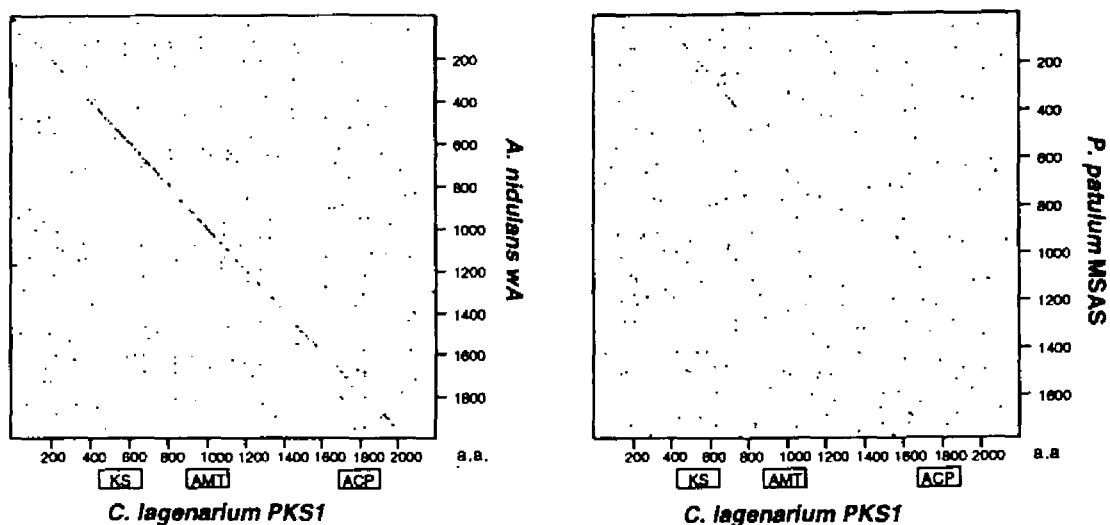 200
400
600
800
1000
1200
1400
1600
1800
A. nidulans wA
200 400 600 800 1000 1200 1400 1600 1800 2000 a.a.
KS AMT ACP
C. lagenarium PKS1
200
400
600
800
1000
1200
1400
1600
P. patulum MSAS
200 400 600 800 1000 1200 1400 1600 1800 2000 a.a
KS AMT ACP
C. lagenarium PKS1